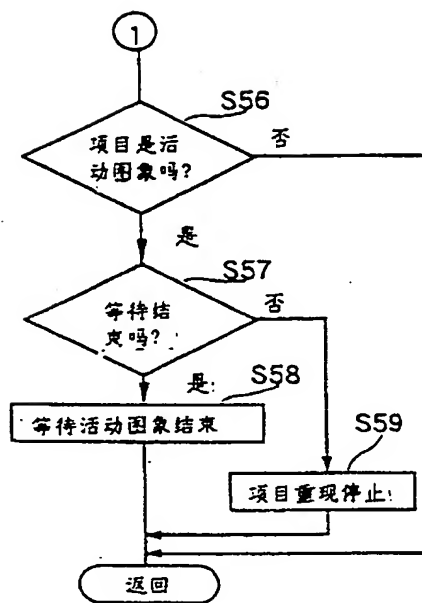 1
S56
项目是活
动图象吗?
否
是
S57
等待结
束吗?
否
是:
S58
等待活动图象结束
S59
项目重现停止:
返回